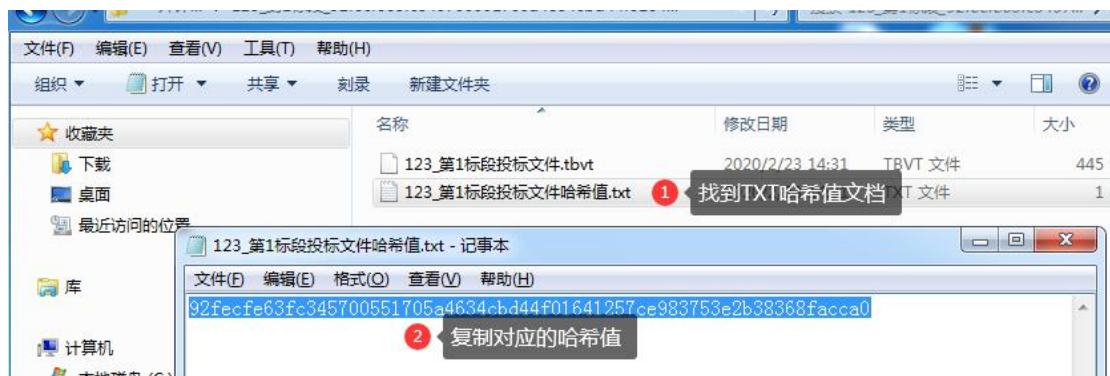 文件(F) 编辑(E) 查看(V) 工具(T) 帮助(H)
组织 打开 共享 刻录 新建文件夹
收藏夹
下载
桌面
最近访问的位置
库
计算机
名称 修改日期 类型 大小
123_第1标段投标文件.tbvt 2020/2/23 14:31 TBVT 文件 445
123_第1标段投标文件哈希值.txt 1 找到TXT哈希值文档 TXT 文件 1
123_第1标段投标文件哈希值.txt - 记事本
文件(F) 编辑(E) 格式(O) 查看(V) 帮助(H)
92fecfe63fc345700551705a4634cbd44f01641257ce983753e2b38368facca0
2 复制对应的哈希值